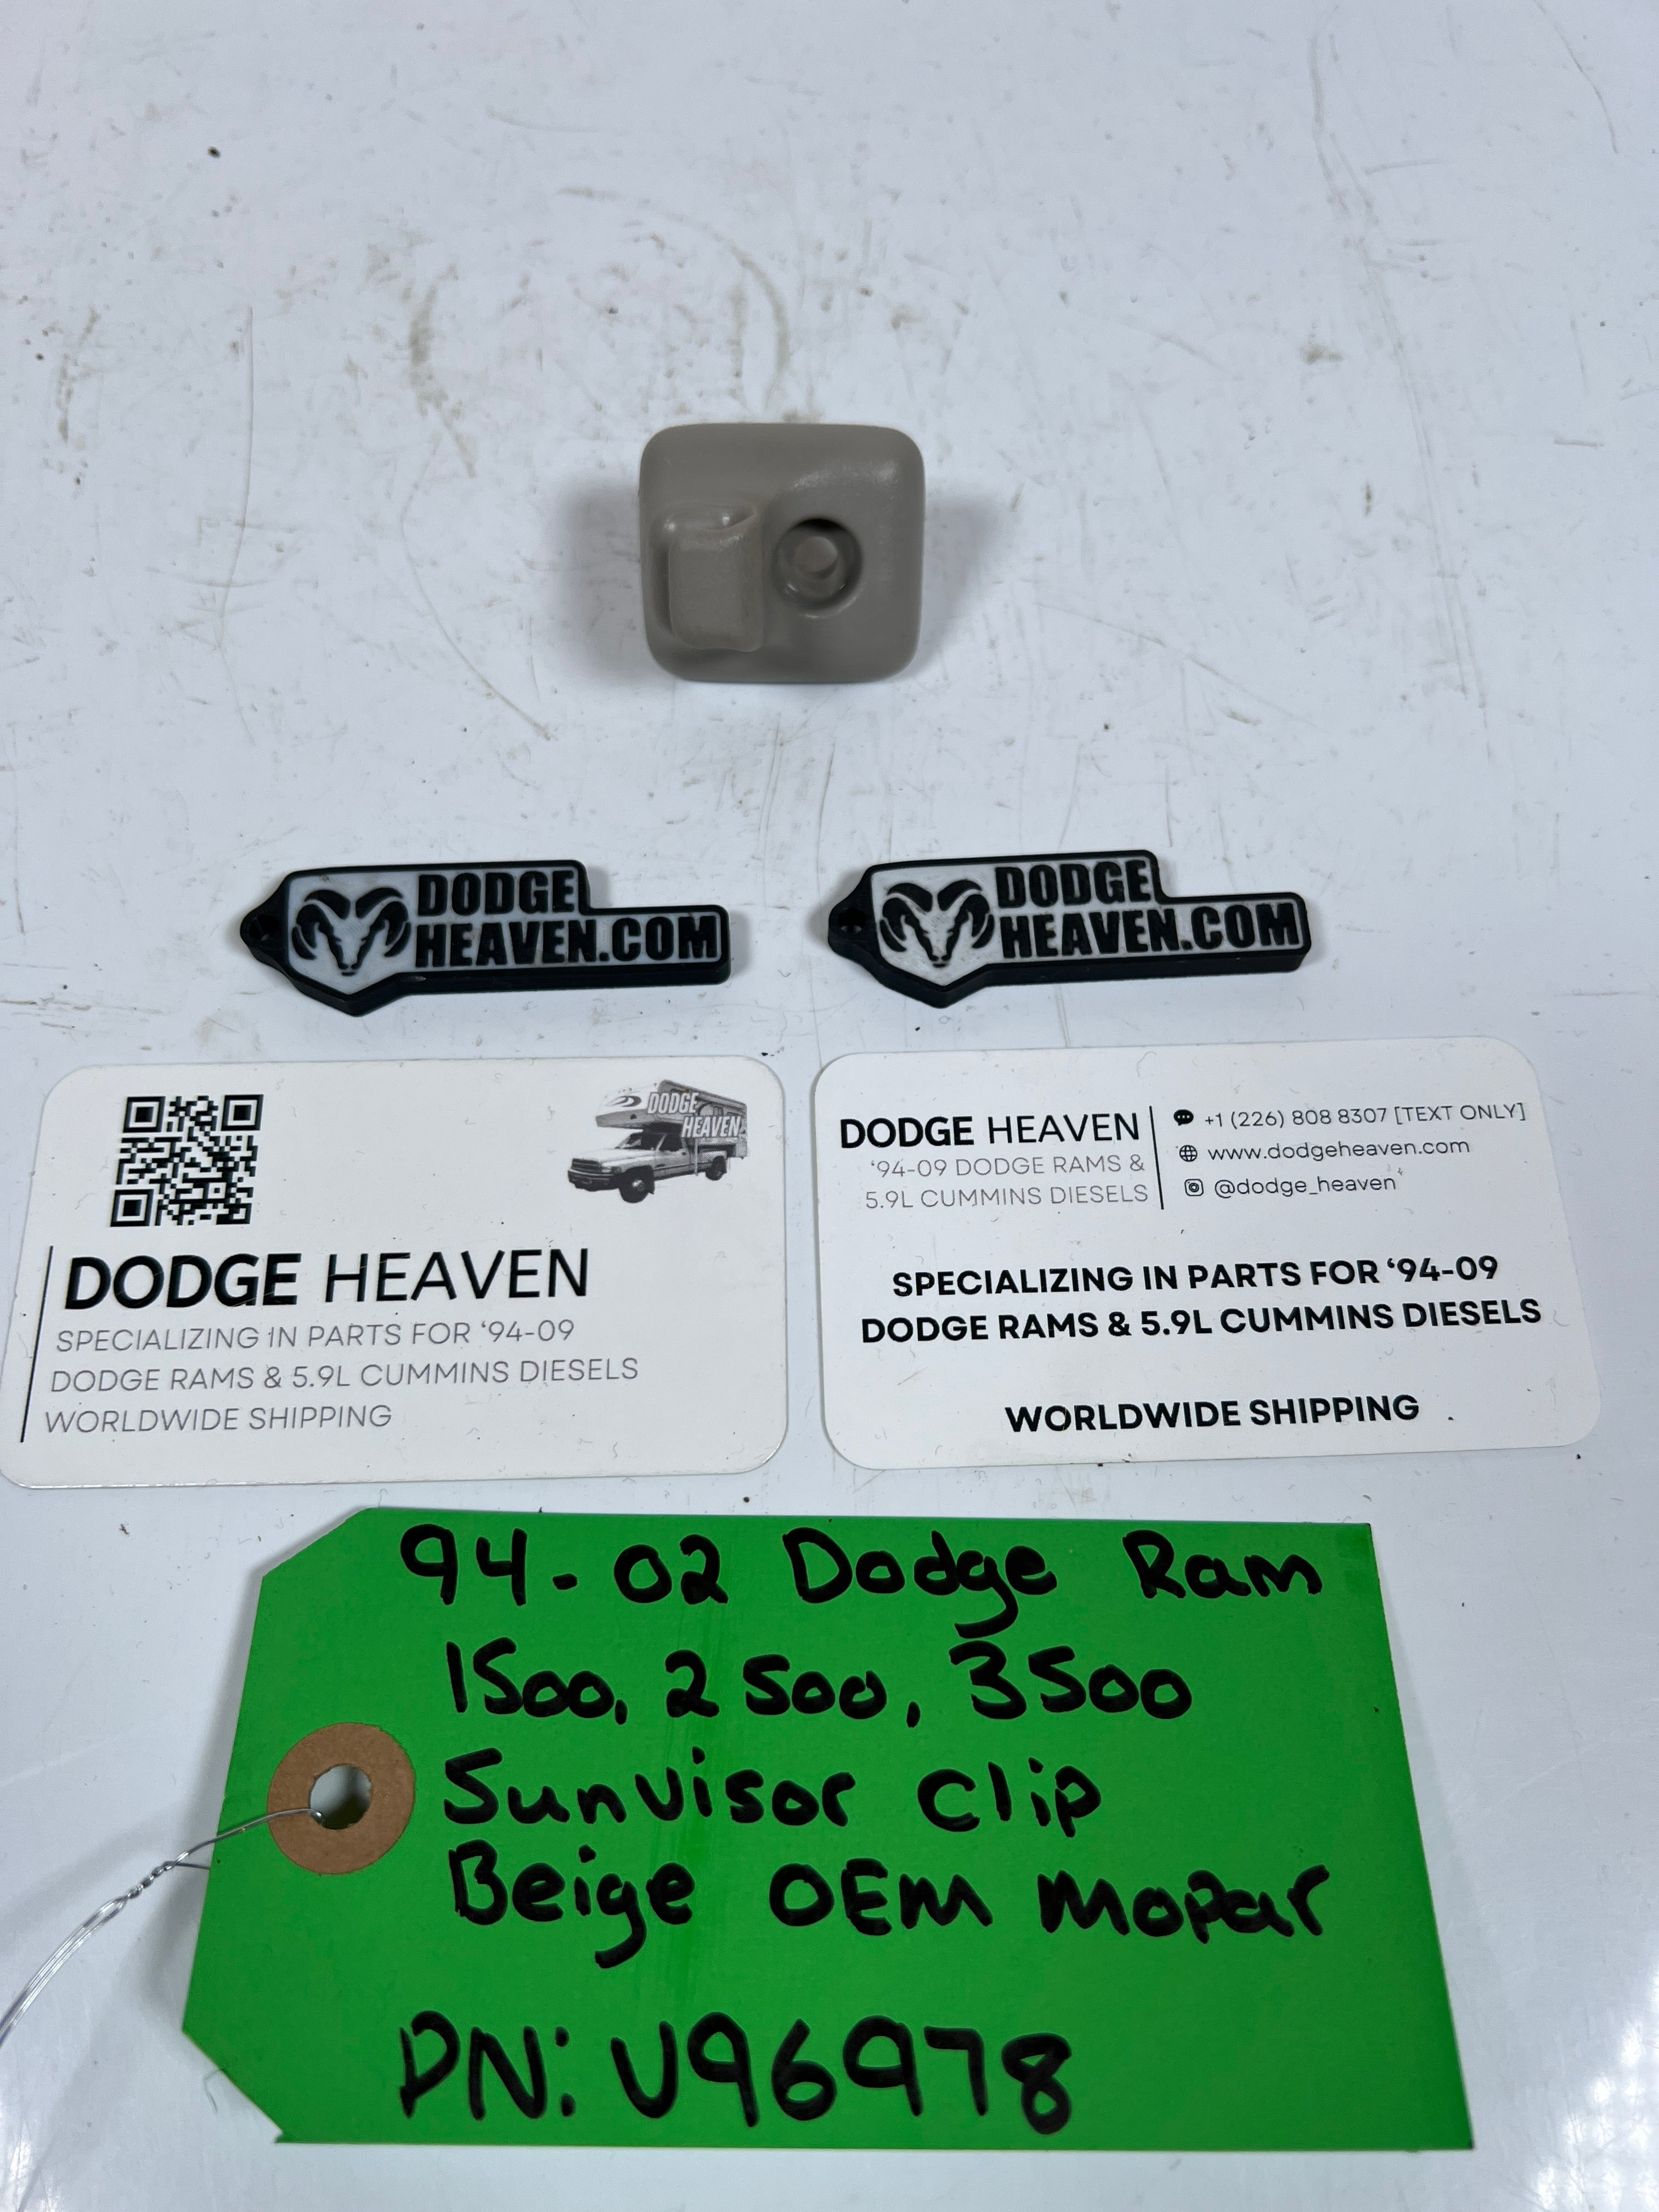 DODGE
HEAVEN.COM
DODGE
HEAVEN.COM
DODGE
HEAVEN
DODGE HEAVEN
SPECIALIZING IN PARTS FOR ‘94-09
DODGE RAMS & 5.9L CUMMINS DIESELS
WORLDWIDE SHIPPING
DODGE HEAVEN
‘94-09 DODGE RAMS &
5.9L CUMMINS DIESELS
+1 (226) 808 8307 [TEXT ONLY]
www.dodgeheaven.com
@dodge_heaven
SPECIALIZING IN PARTS FOR ‘94-09
DODGE RAMS & 5.9L CUMMINS DIESELS
WORLDWIDE SHIPPING
94-02 Dodge Ram
1500, 2500, 3500
Sunvisor Clip
Beige OEM Mopar
PN: U96978